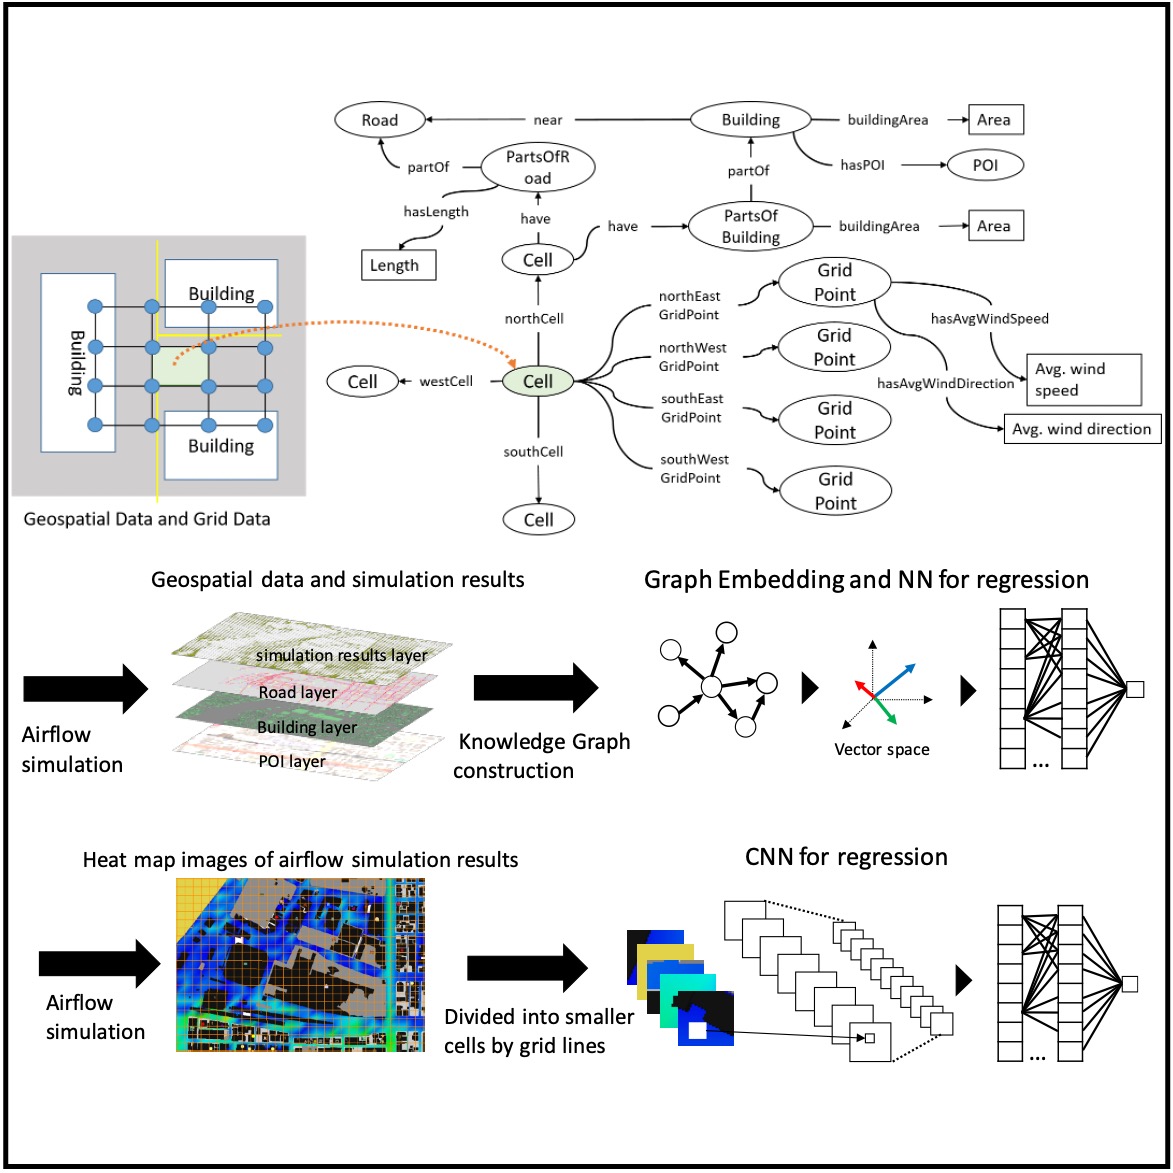 Road
near
Building
buildingArea
Area
partOf
PartsOfR
oad
partOf
hasPOI
POI
hasLength
have
have
PartsOf
Building
buildingArea
Area
Length
Cell
Building
Building
Building
Geospatial Data and Grid Data
northCell
Cell
westCell
Cell
southCell
Cell
northEast
GridPoint
Grid
Point
northWest
GridPoint
Grid
Point
southEast
GridPoint
Grid
Point
southWest
GridPoint
Grid
Point
hasAvgWindSpeed
hasAvgWindDirection
Avg. wind
speed
Avg. wind direction
Geospatial data and simulation results
Graph Embedding and NN for regression
Airflow
simulation
simulation results layer
Road layer
Building layer
POI layer
Knowledge Graph
construction
Vector space
...
Heat map images of airflow simulation results
CNN for regression
Airflow
simulation
Divided into smaller
cells by grid lines
...